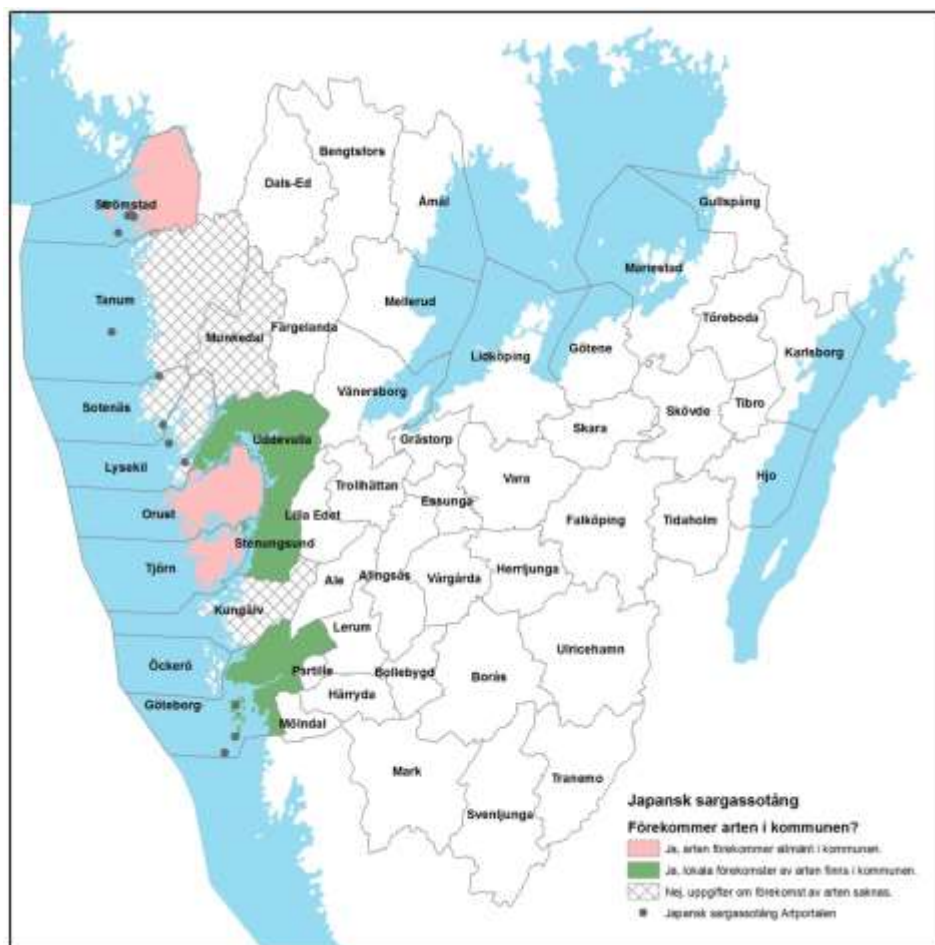 Bengtsfors
Dals-Ed
Åmål
Gullspång
Strömstad
Mariestad
Tanum
Mellerud
Töreboda
Munkedal
Färgelanda
Karlsborg
Lidköping
Götene
Vänersborg
Tibro
Sotenäs
Skövde
Skara
Uddevalla
Grästorp
Lysekil
Hjo
Vara
Trollhättan
Essunga
Orust
Lilla Edet
Falköping
Tidaholm
Stenungsund
Tjörn
Herrljunga
Ale
Alingsås
Vårgårda
Kungälv
Lerum
Ulricehamn
Öckerö
Partille
Bollebygd
Borås
Härryda
Göteborg
Mölndal
Mark
Tranemo
Svenljunga
Japansk sargassotång
Förekommer arten i kommunen?
Ja, arten förekommer allmänt i kommunen.
Ja, lokala förekomster av arten finns i kommunen.
Nej, uppgifter om förekomst av arten saknas.
Japansk sargassotång Artportalen